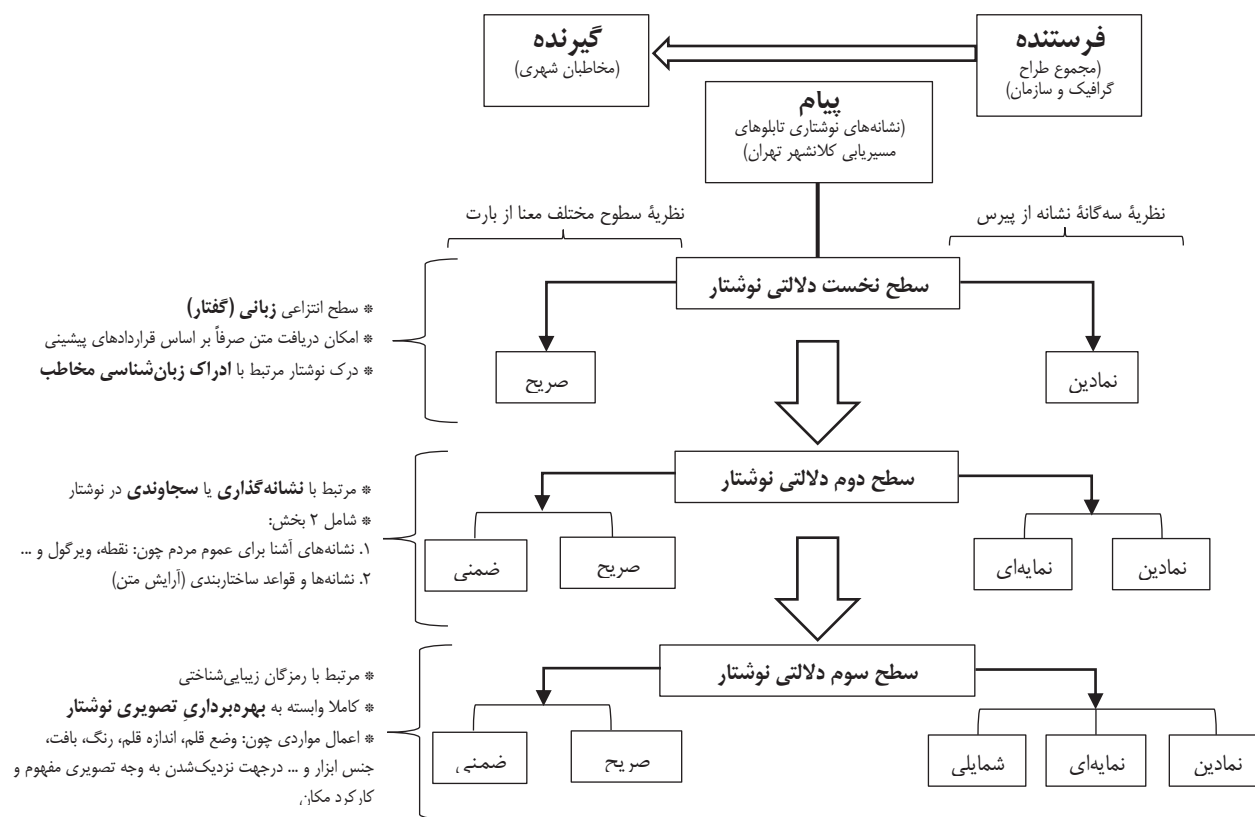 فرستنده
(مجموع طراح
گرافیک و سازمان)
گیرنده
(مخاطبان شهری)
پیام
(نشانه‌های نوشتاری تابلوهای
مسیریابی کلانشهر تهران)
نظریهٔ سه‌گانهٔ نشانه از پیرس
نظریهٔ سطوح مختلف معنا از بارت
سطح نخست دلالتی نوشتار
نمادین
صریح
* سطح انتزاعی زبانی (گفتار)
* امکان دریافت متن صرفاً بر اساس قراردادهای پیشینی
* درک نوشتار مرتبط با ادراک زبان‌شناسی مخاطب
سطح دوم دلالتی نوشتار
نمادین
نمایه‌ای
صریح
ضمنی
* مرتبط با نشانه‌گذاری یا سجاوندی در نوشتار
* شامل ۲ بخش:
۱. نشانه‌های آشنا برای عموم مردم چون: نقطه، ویرگول و ...
۲. نشانه‌ها و قواعد ساختاربندی (آرایش متن)
سطح سوم دلالتی نوشتار
نمادین
نمایه‌ای
شمایلی
صریح
ضمنی
* مرتبط با رمزگان زیبایی‌شناختی
* کاملا وابسته به بهره‌برداریِ تصویری نوشتار
* اعمال مواردی چون: وضع قلم، اندازه قلم، رنگ، بافت،
جنس ابزار و ... درجهت نزدیک‌شدن به وجه تصویری مفهوم و
کارکرد مکان